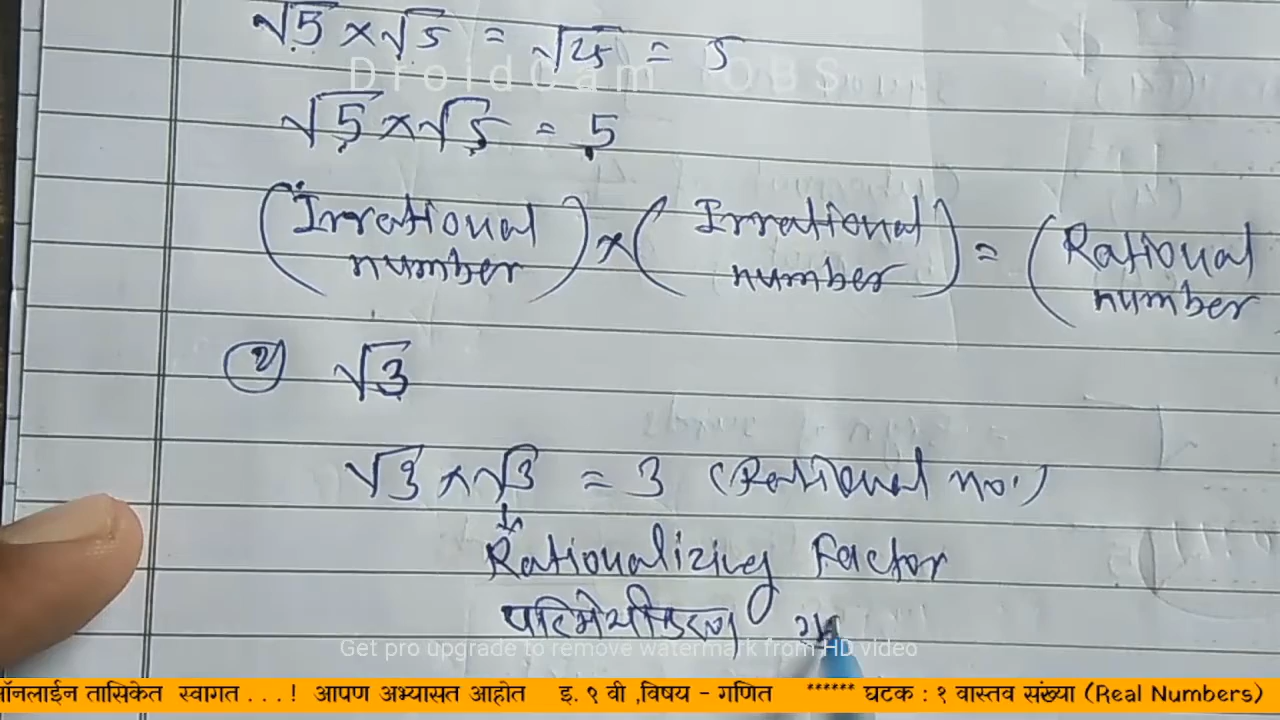 √5 × √5 = √25 = 5
DroidCam OBS
√5 × √5 = 5
(Irrational number) × (Irrational number) = (Rational number
२) √3
√3 × √3 = 3 (Rational no.)
↓
Rationalizing Factor
परिमेयीकरण
Get pro upgrade to remove watermark from HD video
ऑनलाईन तासिकेत स्वागत . . . ! आपण अभ्यासत आहोत इ. ९ वी ,विषय - गणित ****** घटक : १ वास्तव संख्या (Real Numbers)